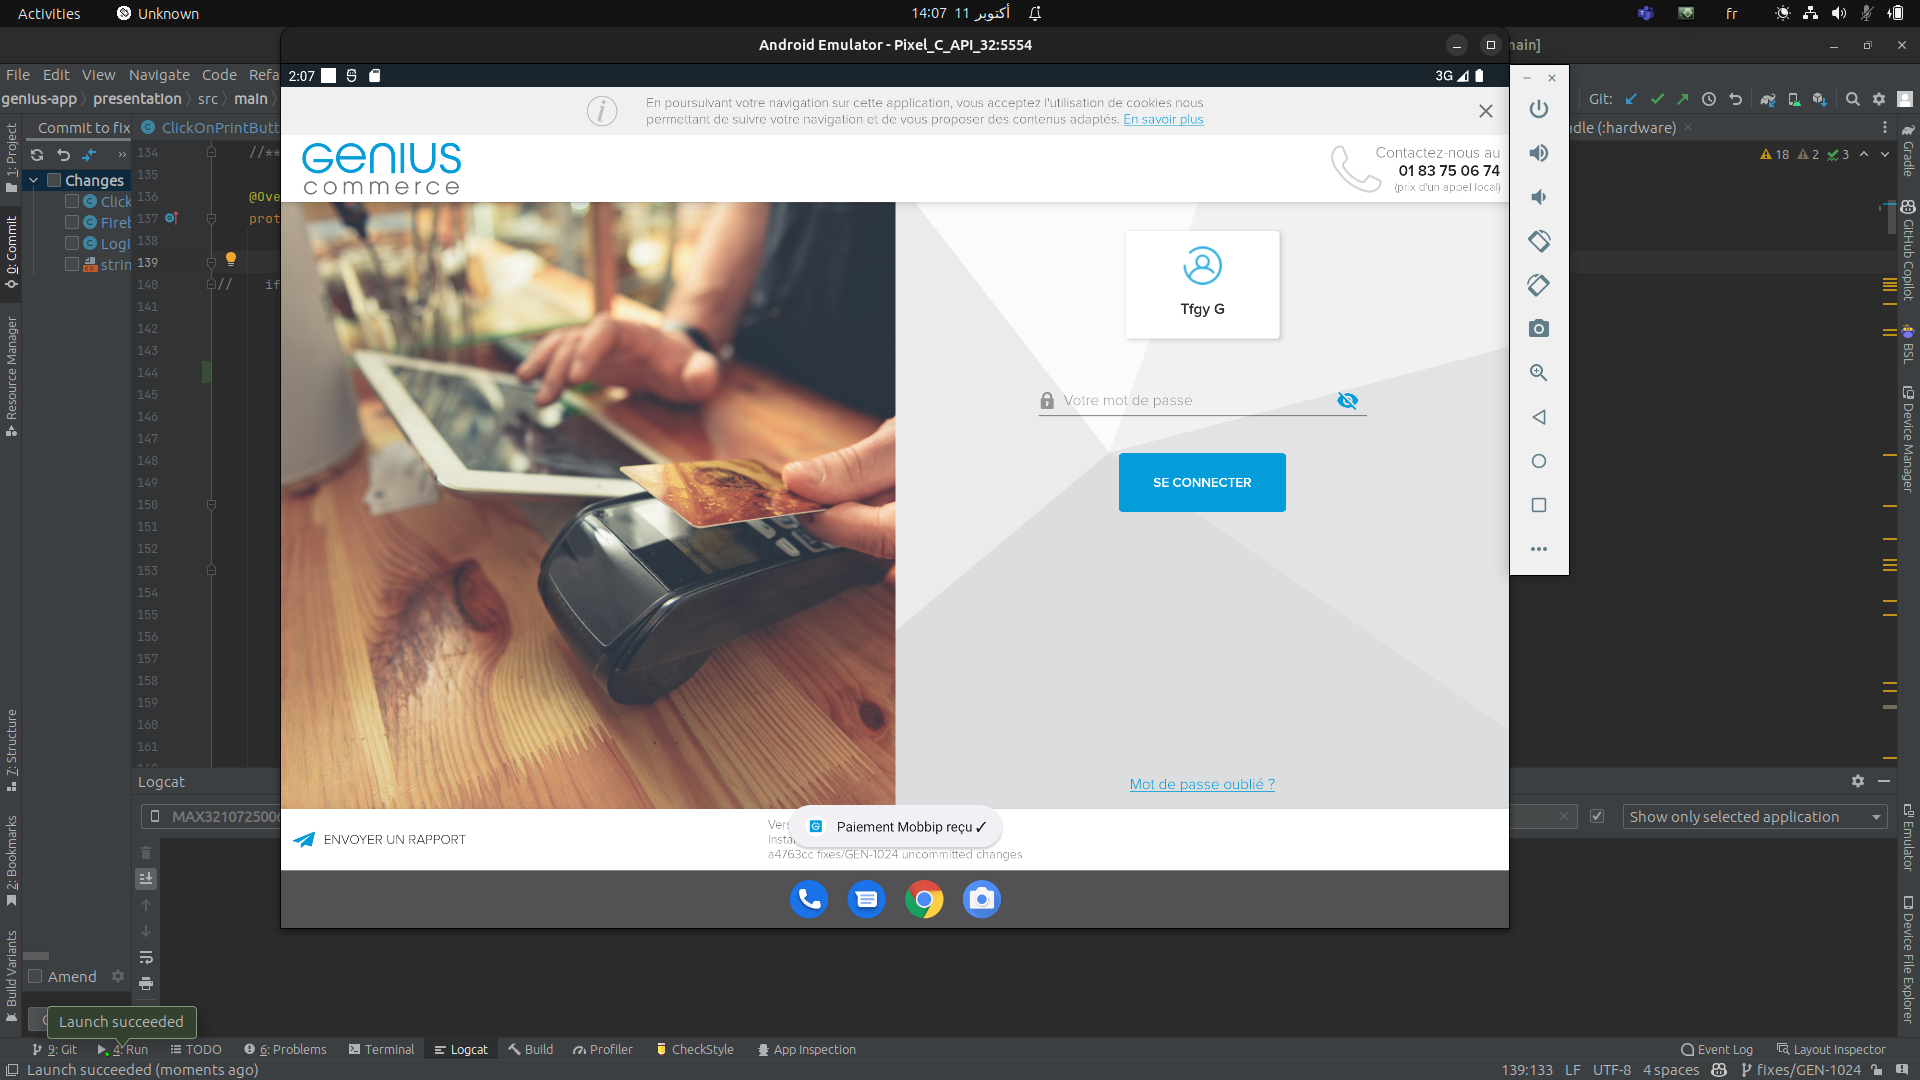 Activities
Unknown
14:07 11 أكتوبر
fr
Android Emulator - Pixel_C_API_32:5554
main]
File Edit View Navigate Code Refa
genius-app presentation src main
Git:
1: Project
0: Commit
Resource Manager
7: Structure
2: Bookmarks
Build Variants
Commit to fix
ClickOnPrintButt
dle (:hardware)
18 2 3
Changes
Click
Fireb
Logi
strin
134 //**
135
136 @Ove
137 prot
138
139
140 // if
141
142
143
144
145
146
147
148
149
150
151
152
153
154
155
156
157
158
159
160
161
2:07
3G
En poursuivant votre navigation sur cette application, vous acceptez l'utilisation de cookies nous
permettant de suivre votre navigation et de vous proposer des contenus adaptés. En savoir plus
GENIUS
commerce
Contactez-nous au
01 83 75 06 74
(prix d'un appel local)
Tfgy G
Votre mot de passe
SE CONNECTER
Mot de passe oublié ?
ENVOYER UN RAPPORT
Vers
Insta
a4763cc fixes/GEN-1024 uncommitted changes
Paiement Mobbip reçu ✓
Gradle
GitHub Copilot
BSL
Device Manager
Emulator
Device File Explorer
Logcat
MAX321072500
Show only selected application
Amend
Launch succeeded
9: Git 4: Run TODO 6: Problems Terminal Logcat Build Profiler CheckStyle App Inspection
Event Log Layout Inspector
Launch succeeded (moments ago)
139:133 LF UTF-8 4 spaces fixes/GEN-1024